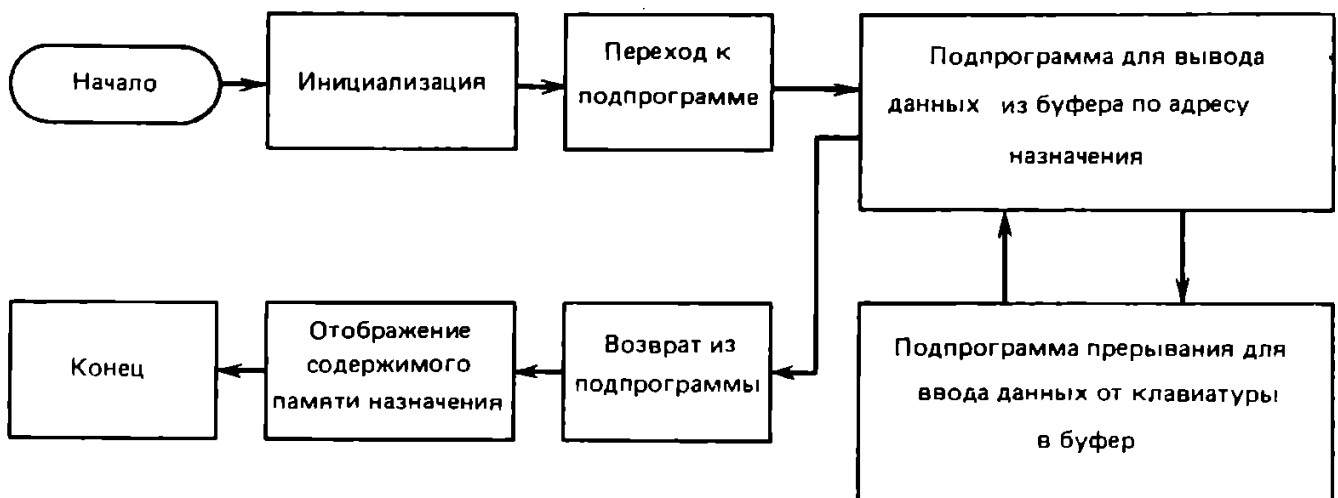 Начало
Инициализация
Переход к
подпрограмме
Подпрограмма для вывода
данных из буфера по адресу
назначения
Конец
Отображение
содержимого
памяти назначения
Возврат из
подпрограммы
Подпрограмма прерывания для
ввода данных от клавиатуры
в буфер